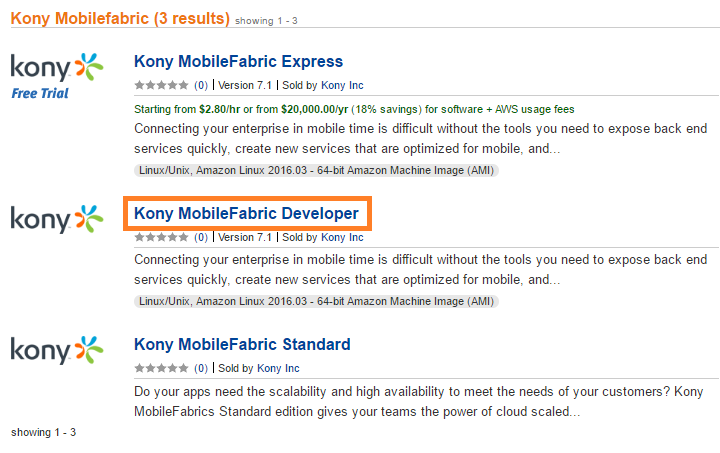 Kony Mobilefabric (3 results) showing 1 - 3
kony
Free Trial
Kony MobileFabric Express
(0) | Version 7.1 | Sold by Kony Inc
Starting from $2.80/hr or from $20,000.00/yr (18% savings) for software + AWS usage fees
Connecting your enterprise in mobile time is difficult without the tools you need to expose back end
services quickly, create new services that are optimized for mobile, and...
Linux/Unix, Amazon Linux 2016.03 - 64-bit Amazon Machine Image (AMI)
kony
Kony MobileFabric Developer
(0) | Version 7.1 | Sold by Kony Inc
Connecting your enterprise in mobile time is difficult without the tools you need to expose back end
services quickly, create new services that are optimized for mobile, and...
Linux/Unix, Amazon Linux 2016.03 - 64-bit Amazon Machine Image (AMI)
kony
Kony MobileFabric Standard
(0) | Sold by Kony Inc
Do your apps need the scalability and high availability to meet the needs of your customers? Kony
MobileFabrics Standard edition gives your teams the power of cloud scaled...
showing 1 - 3